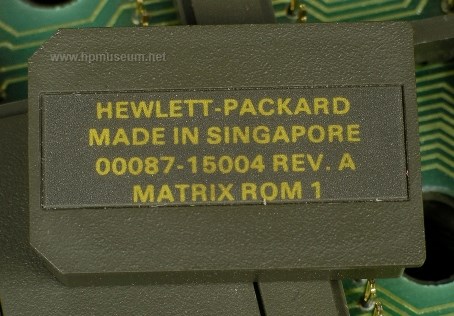 www.hpmuseum.net
HEWLETT-PACKARD
MADE IN SINGAPORE
00087-15004 REV. A
MATRIX ROM 1